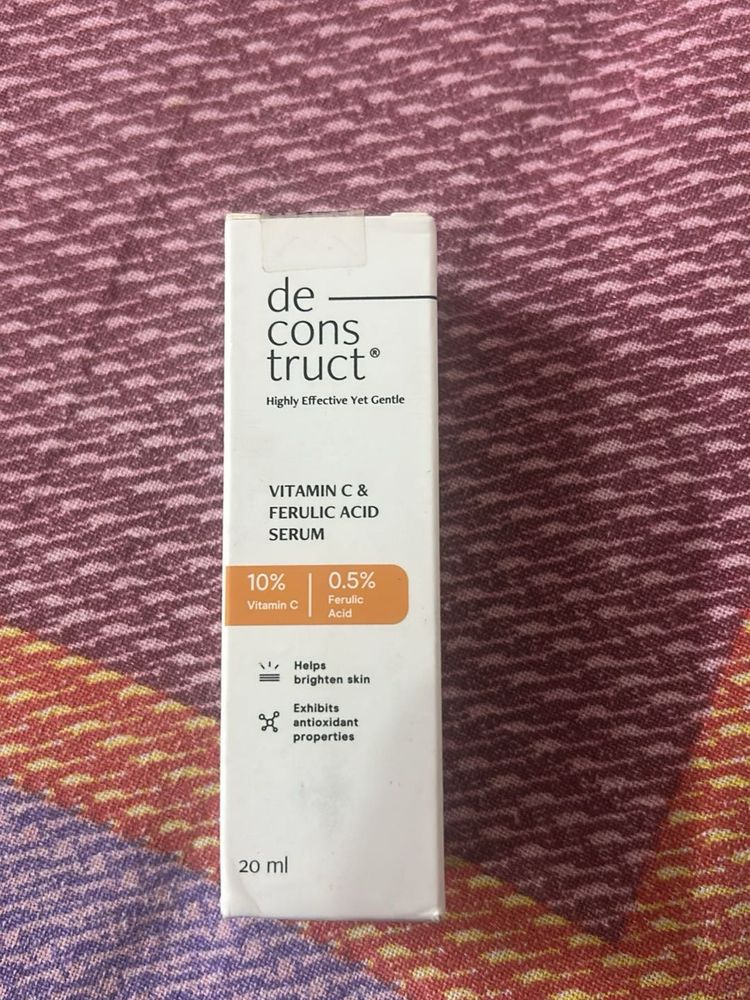 de
cons
truct®
Highly Effective Yet Gentle
VITAMIN C &
FERULIC ACID
SERUM
10%
Vitamin C
0.5%
Ferulic
Acid
Helps
brighten skin
Exhibits
antioxidant
properties
20 ml